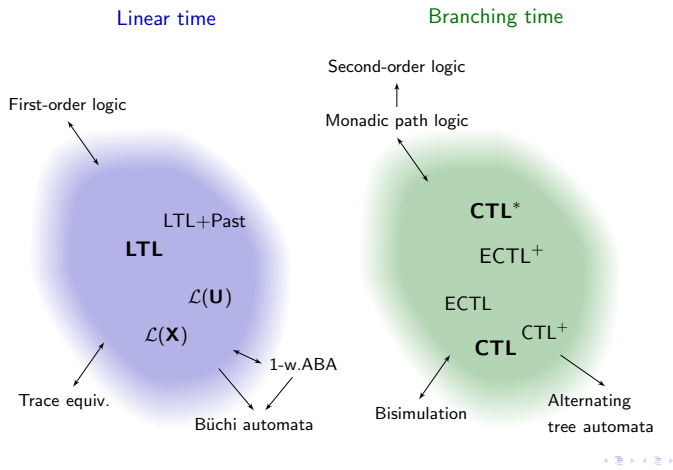 Linear time
First-order logic
LTL+Past
LTL
ℒ(U)
ℒ(X)
1-w.ABA
Trace equiv.
Büchi automata
Branching time
Second-order logic
Monadic path logic
CTL*
ECTL+
ECTL
CTL+
CTL
Bisimulation
Alternating
tree automata